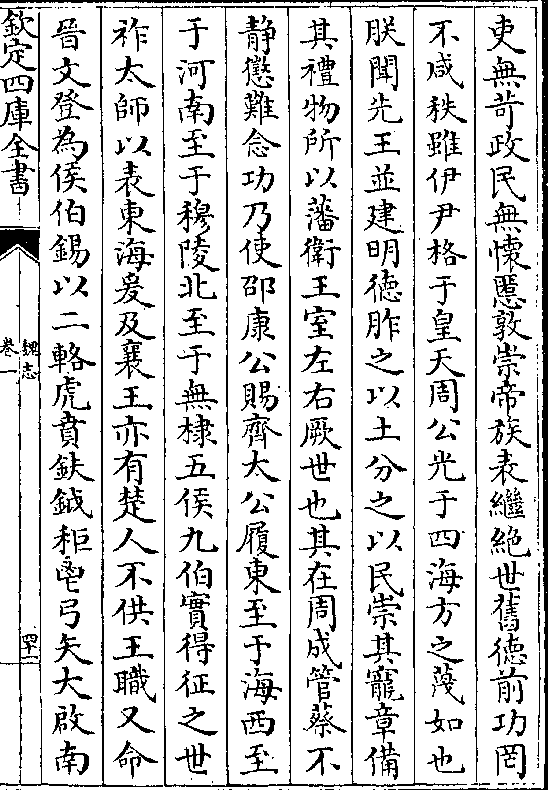 吏無苛政民無懷慝敦崇帝族表繼絶世舊徳前功罔
不咸秩雖伊尹格于皇天周公光于四海方之蔑如也
朕聞先王並建明徳胙之以土分之以民崇其寵章備
其禮物所以藩衛王室左右厥世也其在周成管蔡不
静懲難念功乃使邵康公賜齊太公履東至于海西至
于河南至于穆陵北至于無棣五侯九伯實得征之世
祚太師以表東海爰及襄王亦有楚人不供王職又命
晉文登為侯伯錫以二輅虎賁鈇鉞秬鬯弓矢大啟南
欽定四庫全書
魏志
卷一
四十一